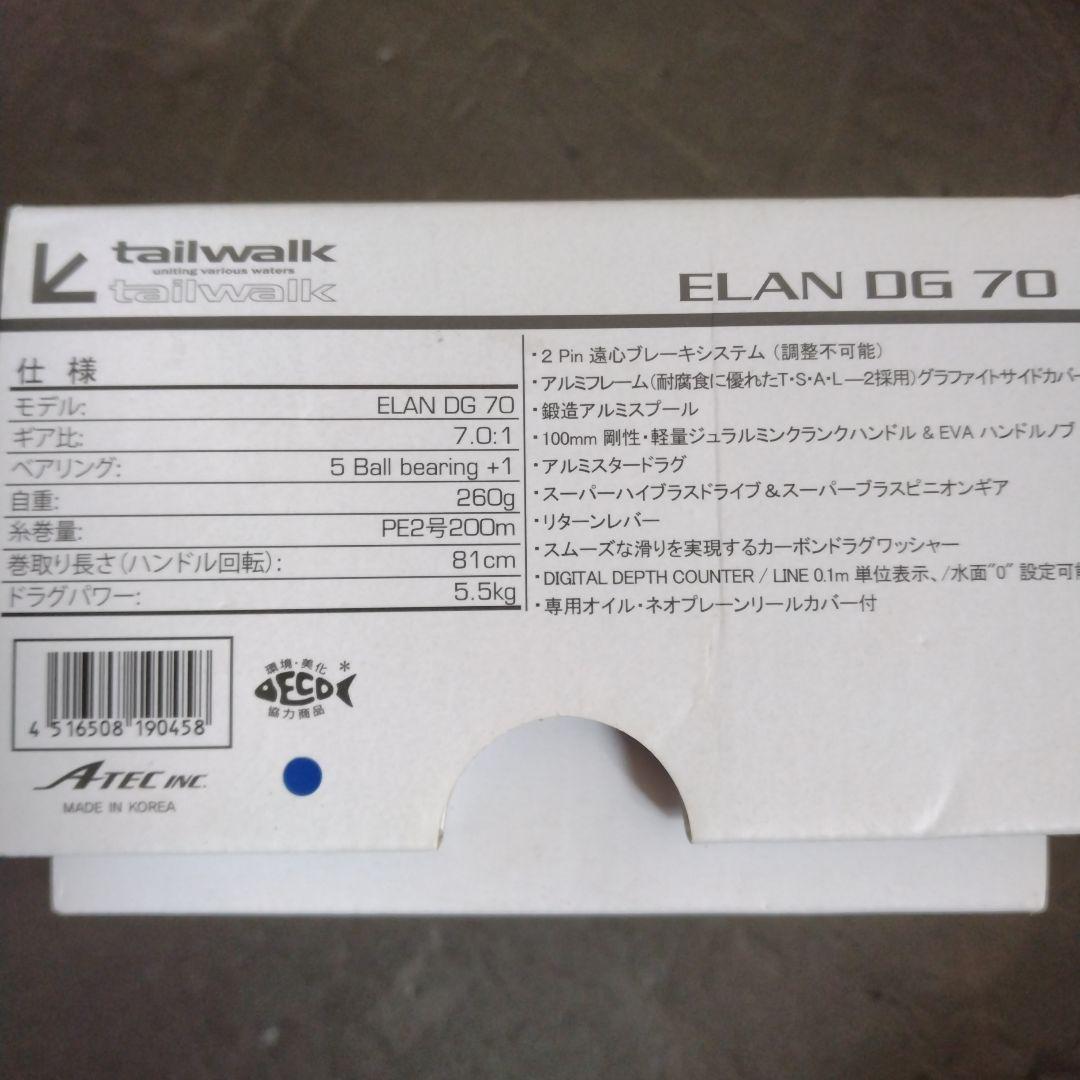 tailwalk
uniting various waters
tailwalk
ELAN DG 70
仕様
モデル: ELAN DG 70
ギア比: 7.0:1
ベアリング: 5 Ball bearing +1
自重: 260g
糸巻量: PE2号200m
巻取り長さ(ハンドル回転): 81cm
ドラグパワー: 5.5kg
・2 Pin 遠心ブレーキシステム (調整不可能)
・アルミフレーム(耐腐食に優れたT・S・A・L―2採用)グラファイトサイドカバー
・鍛造アルミスプール
・100mm 剛性・軽量ジュラルミンクランクハンドル & EVA ハンドルノブ
・アルミスタードラグ
・スーパーハイブラスドライブ&スーパーブラスピニオンギア
・リターンレバー
・スムーズな滑りを実現するカーボンドラグワッシャー
・DIGITAL DEPTH COUNTER / LINE 0.1m 単位表示、/水面"0" 設定可能
・専用オイル・ネオプレーンリールカバー付
4 516508 190458
環境・美化
ECO
協力商品
*
A-TEC INC.
MADE IN KOREA